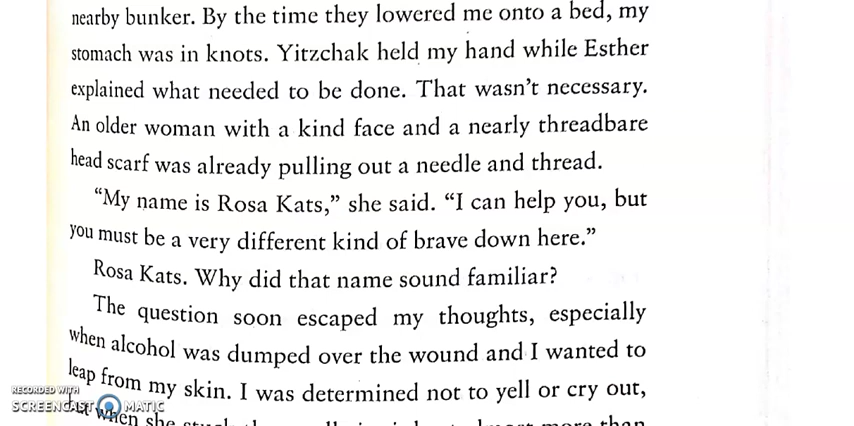 nearby bunker. By the time they lowered me onto a bed, my
stomach was in knots. Yitzchak held my hand while Esther
explained what needed to be done. That wasn't necessary.
An older woman with a kind face and a nearly threadbare
head scarf was already pulling out a needle and thread.
“My name is Rosa Kats,” she said. “I can help you, but
you must be a very different kind of brave down here.”
Rosa Kats. Why did that name sound familiar?
The question soon escaped my thoughts, especially
when alcohol was dumped over the wound and I wanted to
leap from my skin. I was determined not to yell or cry out,
when she
RECORDED WITH
SCREENCAST MATIC